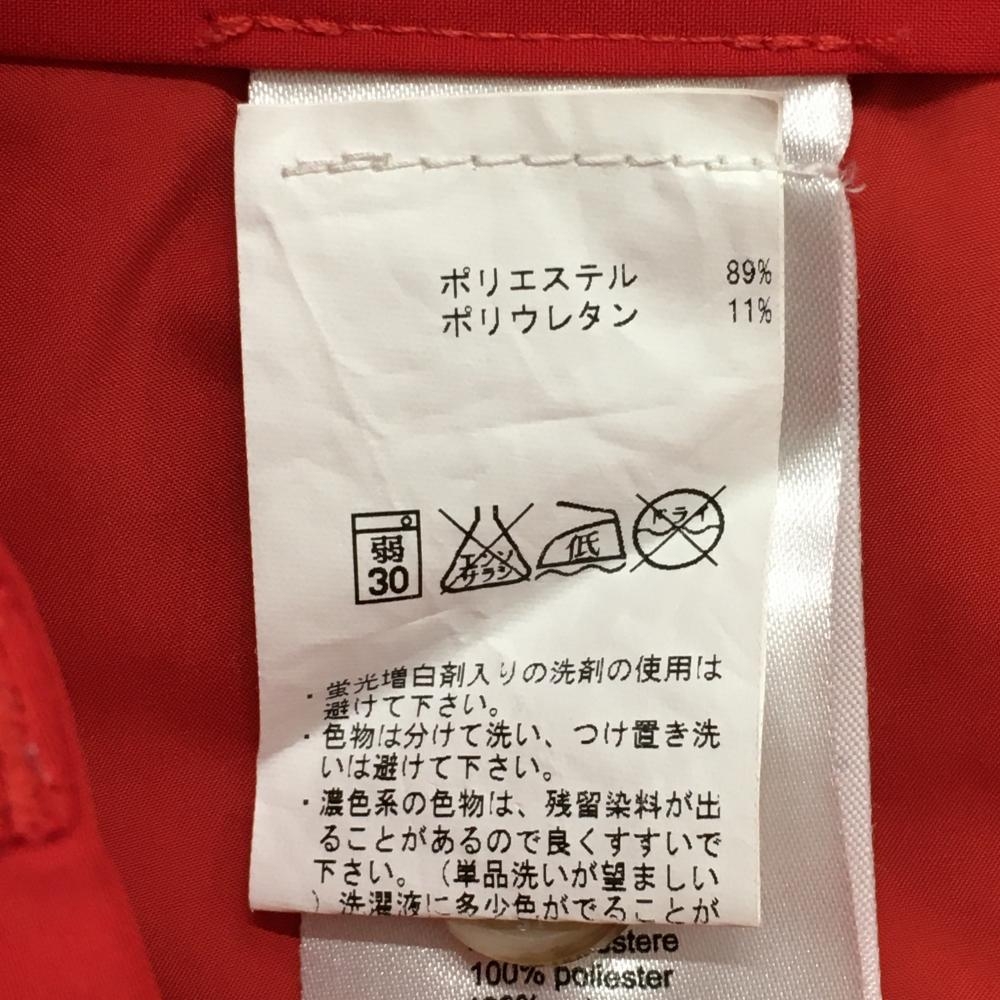 ポリエステル 89%
ポリウレタン 11%
弱
30
エンソ
サラシ
低
ドライ
・蛍光増白剤入りの洗剤の使用は
避けて下さい。
・色物は分けて洗い、つけ置き洗
いは避けて下さい。
・濃色系の色物は、残留染料が出
ることがあるので良くすすいで
下さい。（単品洗いが望ましい
）洗濯液に多少色がでることが
100% poliester